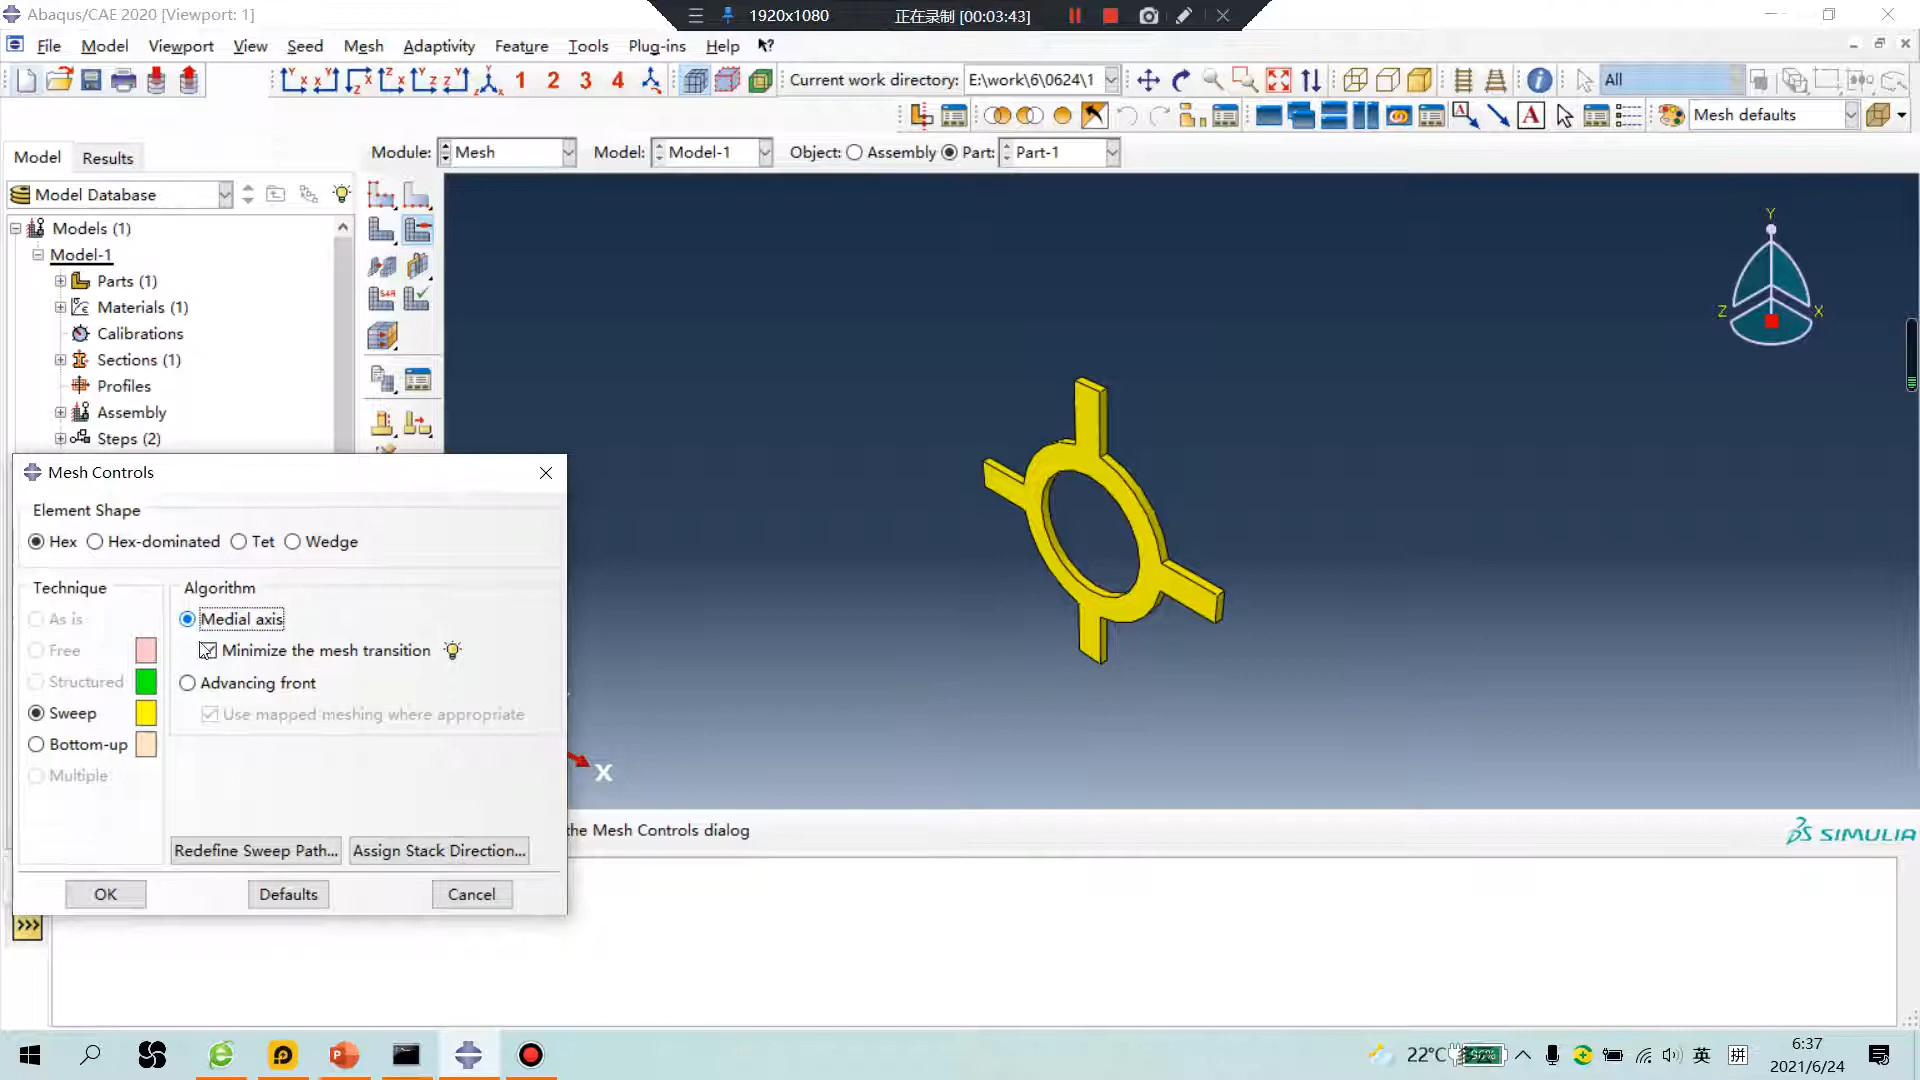 Abaqus/CAE 2020 [Viewport: 1]
1920x1080 正在录制 [00:03:43]
File Model Viewport View Seed Mesh Adaptivity Feature Tools Plug-ins Help
1 2 3 4 Current work directory: E:\work\6\0624\1 All
A Mesh defaults
Model Results Module: Mesh Model: Model-1 Object: Assembly Part: Part-1
Model Database
Models (1)
Model-1
Parts (1)
Materials (1)
Calibrations
Sections (1)
Profiles
Assembly
Steps (2)
Y
Z X
Mesh Controls
Element Shape
Hex Hex-dominated Tet Wedge
Technique Algorithm
As is Medial axis
Free Minimize the mesh transition
Structured Advancing front
Sweep Use mapped meshing where appropriate
Bottom-up
Multiple
X
the Mesh Controls dialog
SIMULIA
Redefine Sweep Path... Assign Stack Direction...
OK Defaults Cancel
>>>
22°C 96% 英 拼 6:37
2021/6/24